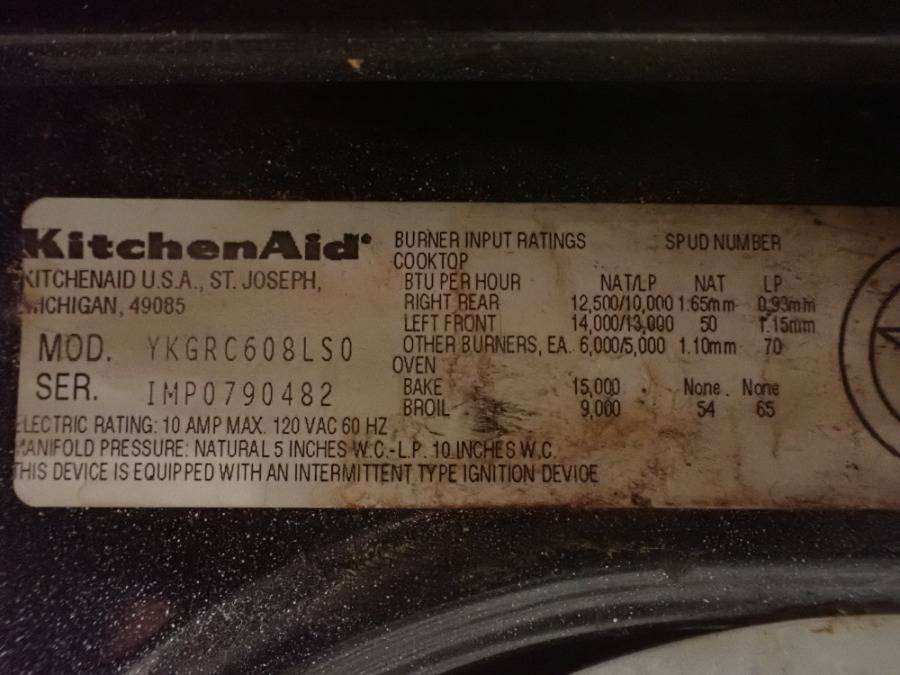 KitchenAid
KITCHENAID U.S.A., ST. JOSEPH,
MICHIGAN, 49085
MOD. YKGRC608LS0
SER. IMP0790482
ELECTRIC RATING: 10 AMP MAX. 120 VAC 60 HZ
MANIFOLD PRESSURE: NATURAL 5 INCHES W.C.-L.P. 10 INCHES W.C.
THIS DEVICE IS EQUIPPED WITH AN INTERMITTENT TYPE IGNITION DEVICE
BURNER INPUT RATINGS SPUD NUMBER
COOKTOP
BTU PER HOUR NAT/LP NAT LP
RIGHT REAR 12,500/10,000 1.65mm 0.93mm
LEFT FRONT 14,000/13,000 50 1.15mm
OTHER BURNERS, EA. 6,000/5,000 1.10mm 70
OVEN
BAKE 15,000 None None
BROIL 9,000 54 65